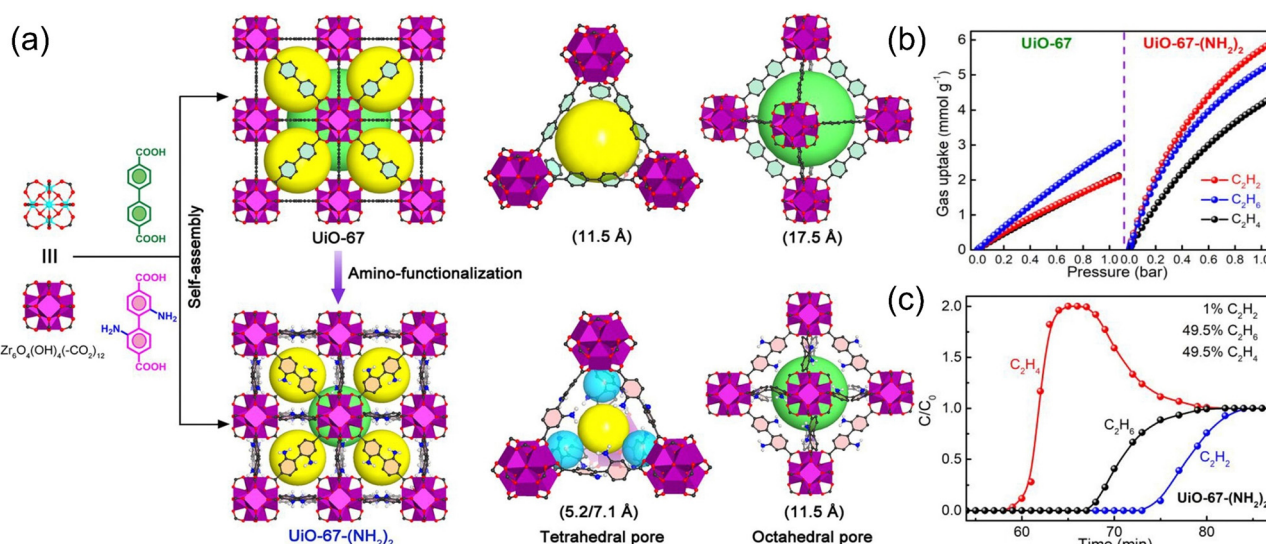 (a)
COOH
COOH
III
COOH
NH₂
H₂N
COOH
Zr₆O₄(OH)₄(-CO₂)₁₂
Self-assembly
UiO-67
(11.5 Å)
(17.5 Å)
Amino-functionalization
UiO-67-(NH₂)₂
(5.2/7.1 Å)
Tetrahedral pore
(11.5 Å)
Octahedral pore
(b)
UiO-67
UiO-67-(NH₂)₂
Gas uptake (mmol g⁻¹)
6
5
4
3
2
1
0
C₂H₂
C₂H₆
C₂H₄
0.0 0.2 0.4 0.6 0.8 1.0 0.0 0.2 0.4 0.6 0.8 1.0
Pressure (bar)
(c)
C/C₀
2.0
1.5
1.0
0.5
0.0
1% C₂H₂
49.5% C₂H₆
49.5% C₂H₄
C₂H₄
C₂H₆
C₂H₂
UiO-67-(NH₂)₂
60 70 80
Time (min)